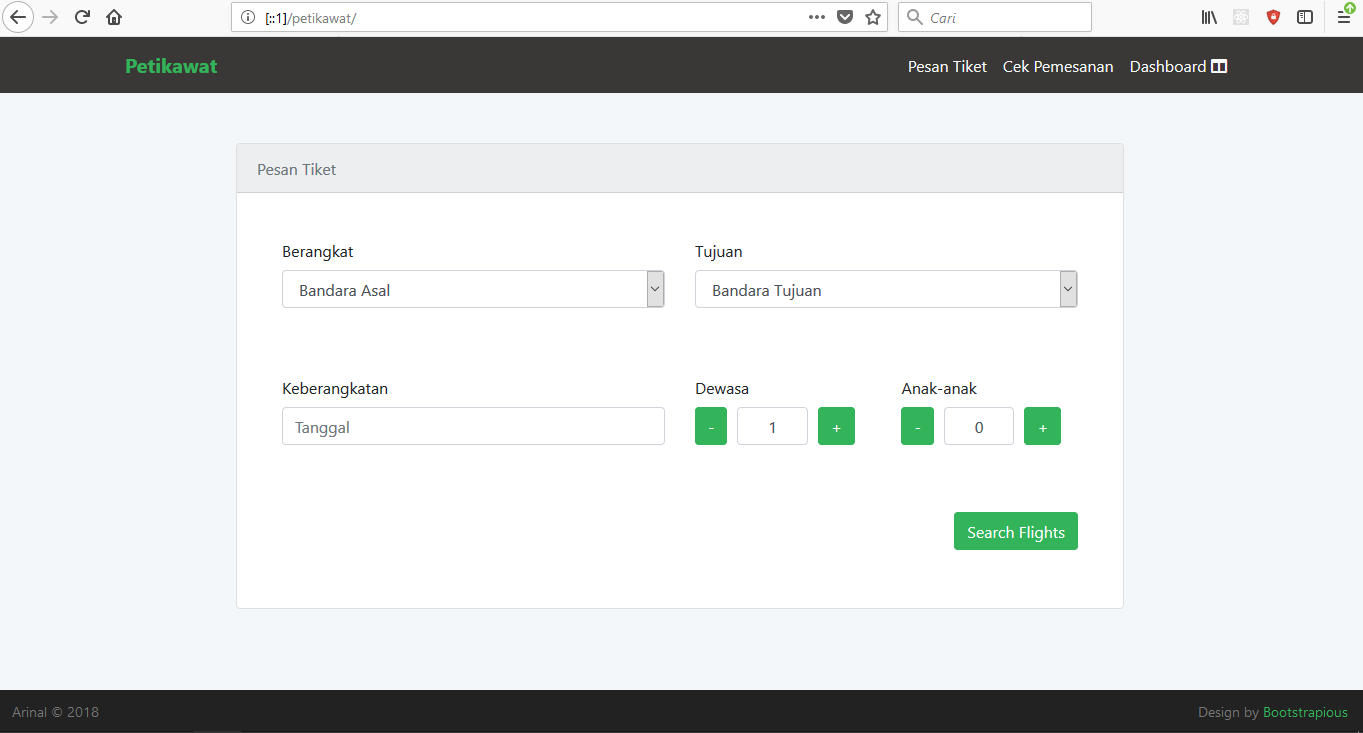 [::1]/petikawat/ Cari
Petikawat Pesan Tiket Cek Pemesanan Dashboard
Pesan Tiket
Berangkat Tujuan
Bandara Asal Bandara Tujuan
Keberangkatan Dewasa Anak-anak
Tanggal - 1 + - 0 +
Search Flights
Arinal © 2018 Design by Bootstrapious